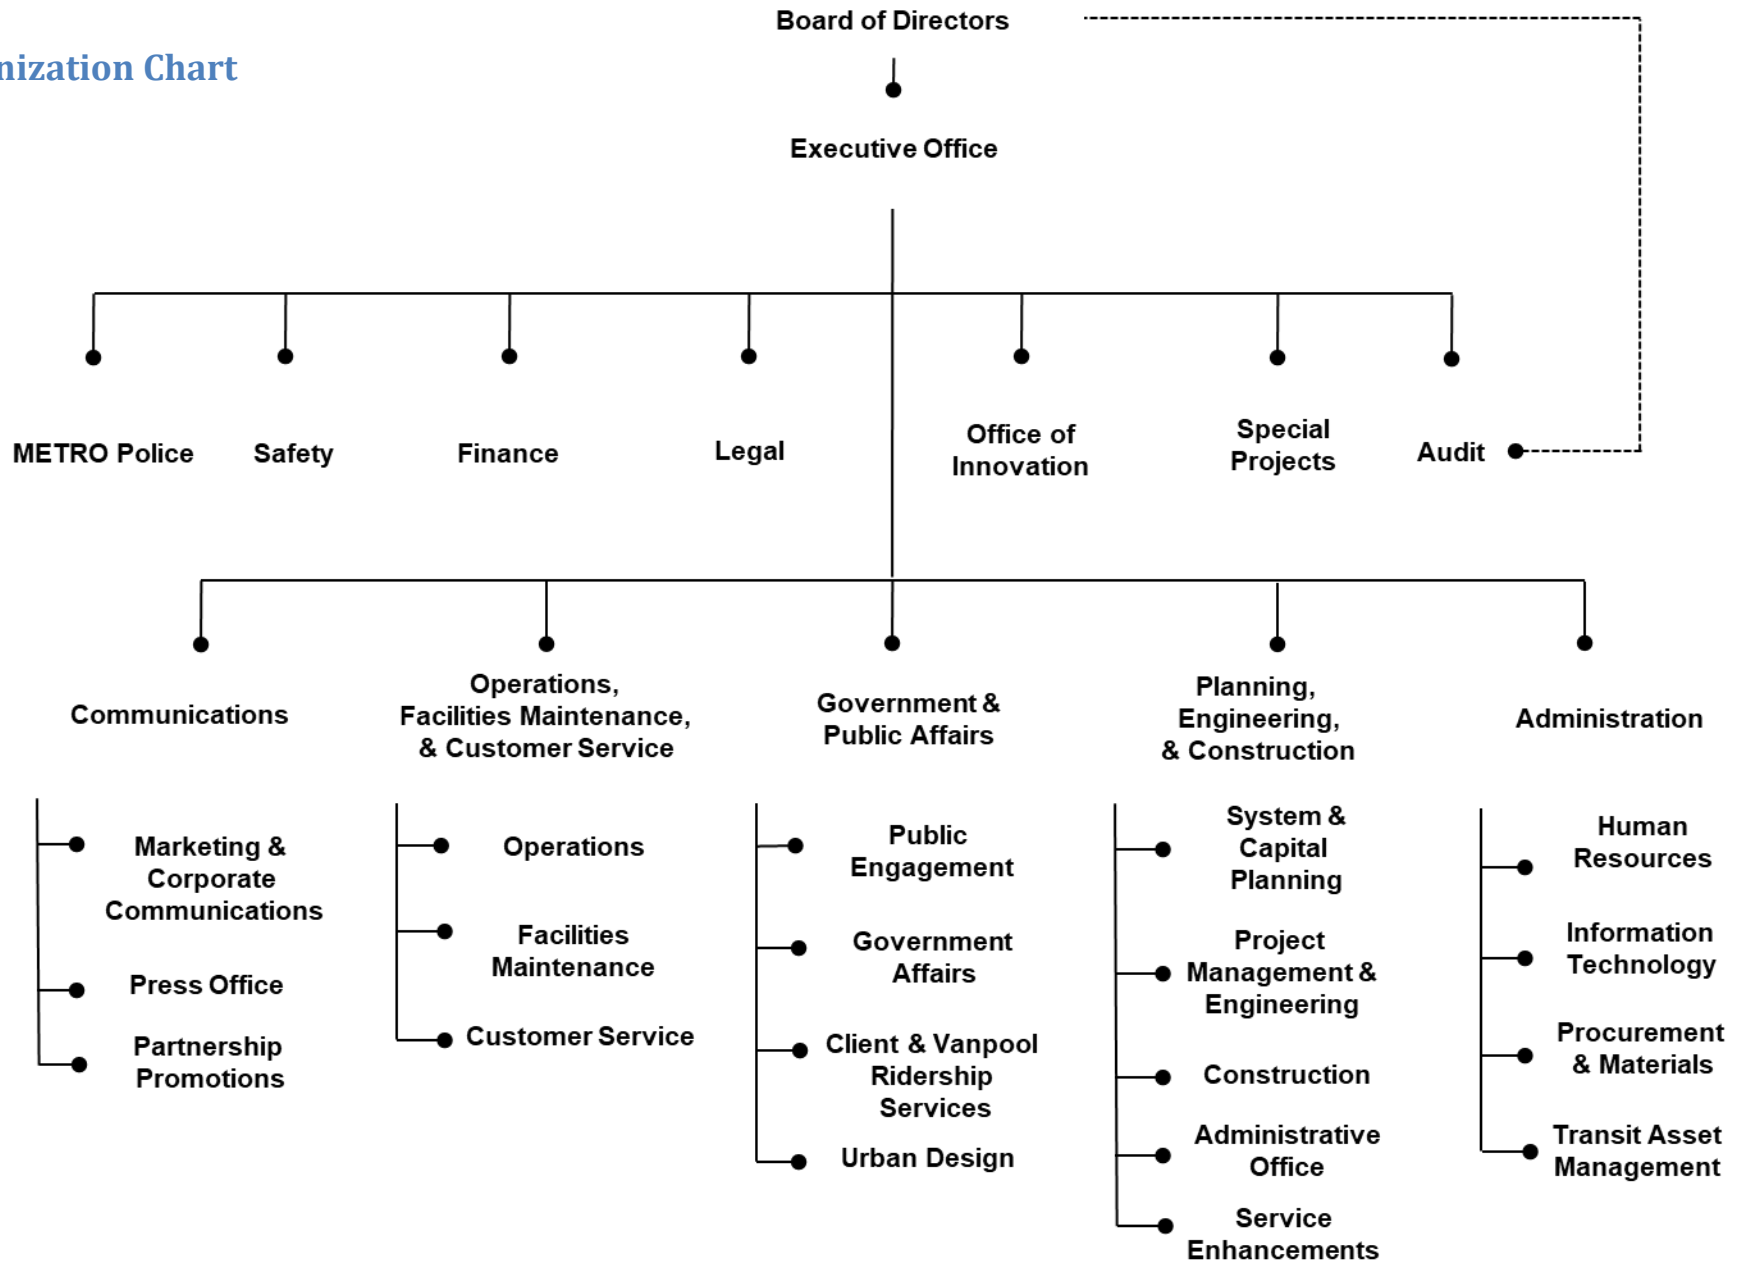 Board of Directors
nization Chart
Executive Office
METRO Police
Safety
Finance
Legal
Office of
Innovation
Special
Projects
Audit
Communications
Operations,
Facilities Maintenance,
& Customer Service
Government &
Public Affairs
Planning,
Engineering,
& Construction
Administration
Marketing &
Corporate
Communications
Press Office
Partnership
Promotions
Operations
Facilities
Maintenance
Customer Service
Public
Engagement
Government
Affairs
Client & Vanpool
Ridership
Services
Urban Design
System &
Capital
Planning
Project
Management &
Engineering
Construction
Administrative
Office
Service
Enhancements
Human
Resources
Information
Technology
Procurement
& Materials
Transit Asset
Management